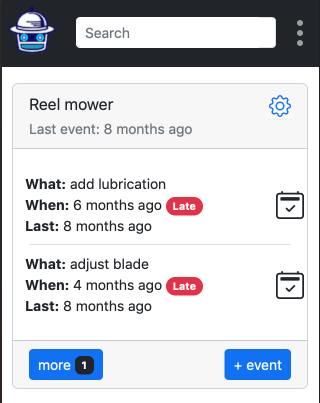 Search
Reel mower
Last event: 8 months ago
What: add lubrication
When: 6 months ago Late
Last: 8 months ago
What: adjust blade
When: 4 months ago Late
Last: 8 months ago
more 1
+ event